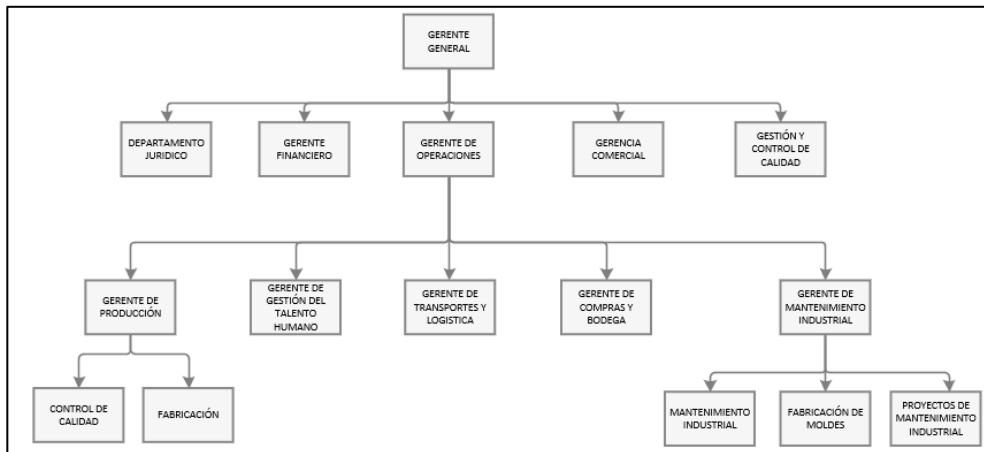 GERENTE
GENERAL
DEPARTAMENTO
JURIDICO
GERENTE
FINANCIERO
GERENTE DE
OPERACIONES
GERENCIA
COMERCIAL
GESTIÓN Y
CONTROL DE
CALIDAD
GERENTE DE
PRODUCCIÓN
GERENTE DE
GESTIÓN DEL
TALENTO
HUMANO
GERENTE DE
TRANSPORTES Y
LOGISTICA
GERENTE DE
COMPRAS Y
BODEGA
GERENTE DE
MANTENIMIENTO
INDUSTRIAL
CONTROL DE
CALIDAD
FABRICACIÓN
MANTENIMIENTO
INDUSTRIAL
FABRICACIÓN DE
MOLDES
PROYECTOS DE
MANTENIMIENTO
INDUSTRIAL